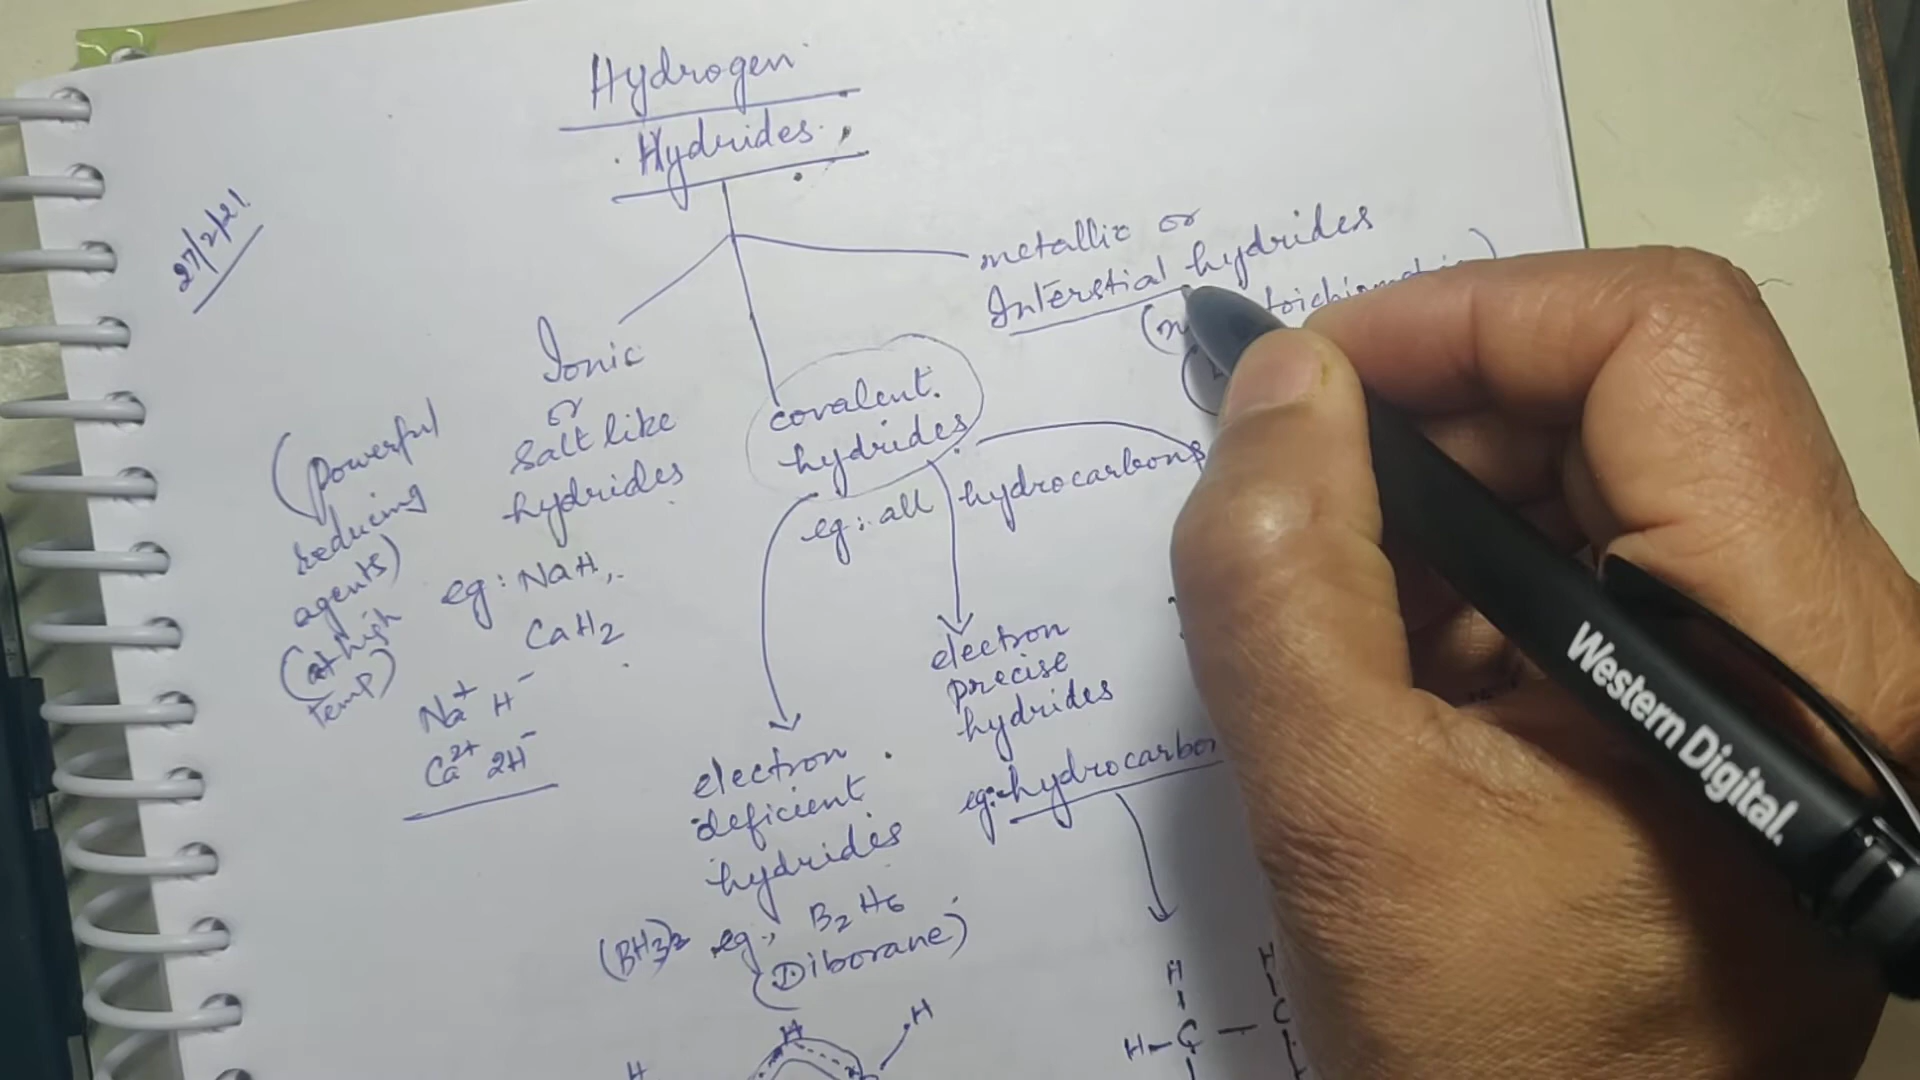 Hydrogen
Hydrides
27/2/21
metallic or
Interstial hydrides
Ionic
or
Salt like
hydrides
(powerful
reducing
agents)
(at high
temp)
eg: NaH,
CaH2
Na+ H-
Ca2+ 2H-
covalent
hydrides
eg: all hydrocarbons
electron
precise
hydrides
eg:
electron
deficient
hydrides
(BH3)2 eg., B2H6
(Diborane)
H
H
H
H
H
H-C-C
Western Digital.